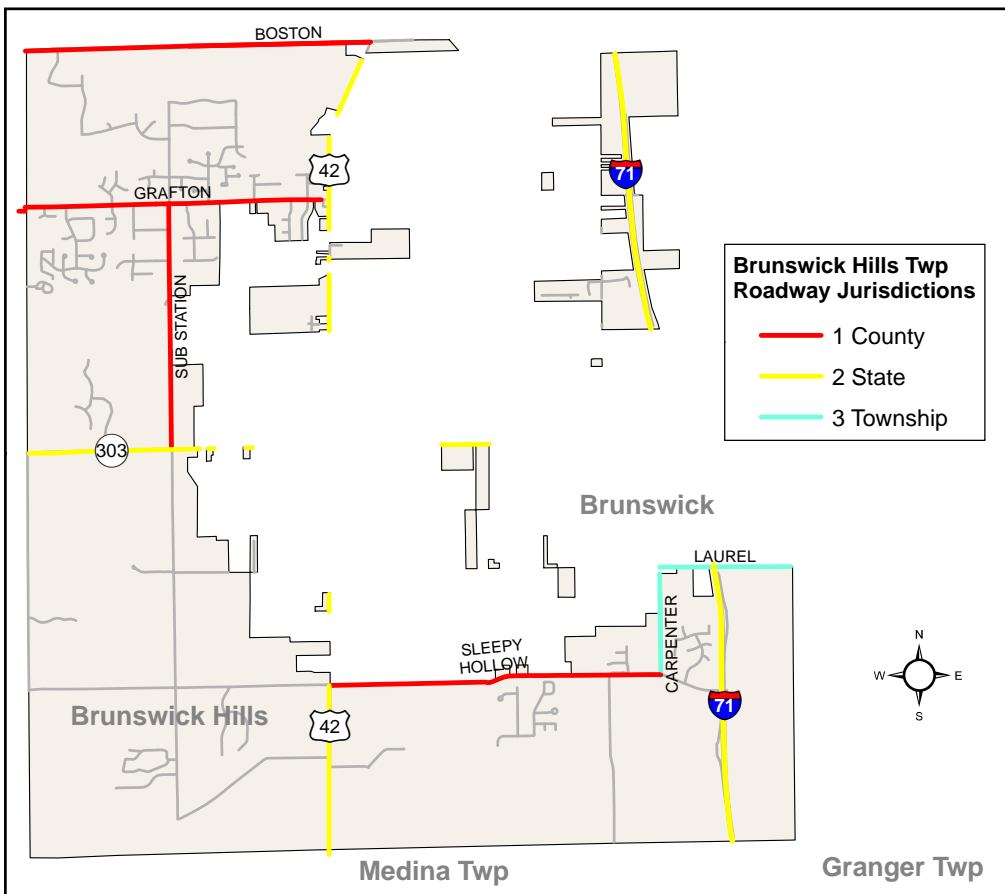 BOSTON
42
71
GRAFTON
SUB STATION
Brunswick Hills Twp
Roadway Jurisdictions
1 County
2 State
3 Township
303
Brunswick
LAUREL
CARPENTER
SLEEPY
HOLLOW
N
W
E
S
Brunswick Hills
42
71
Medina Twp
Granger Twp